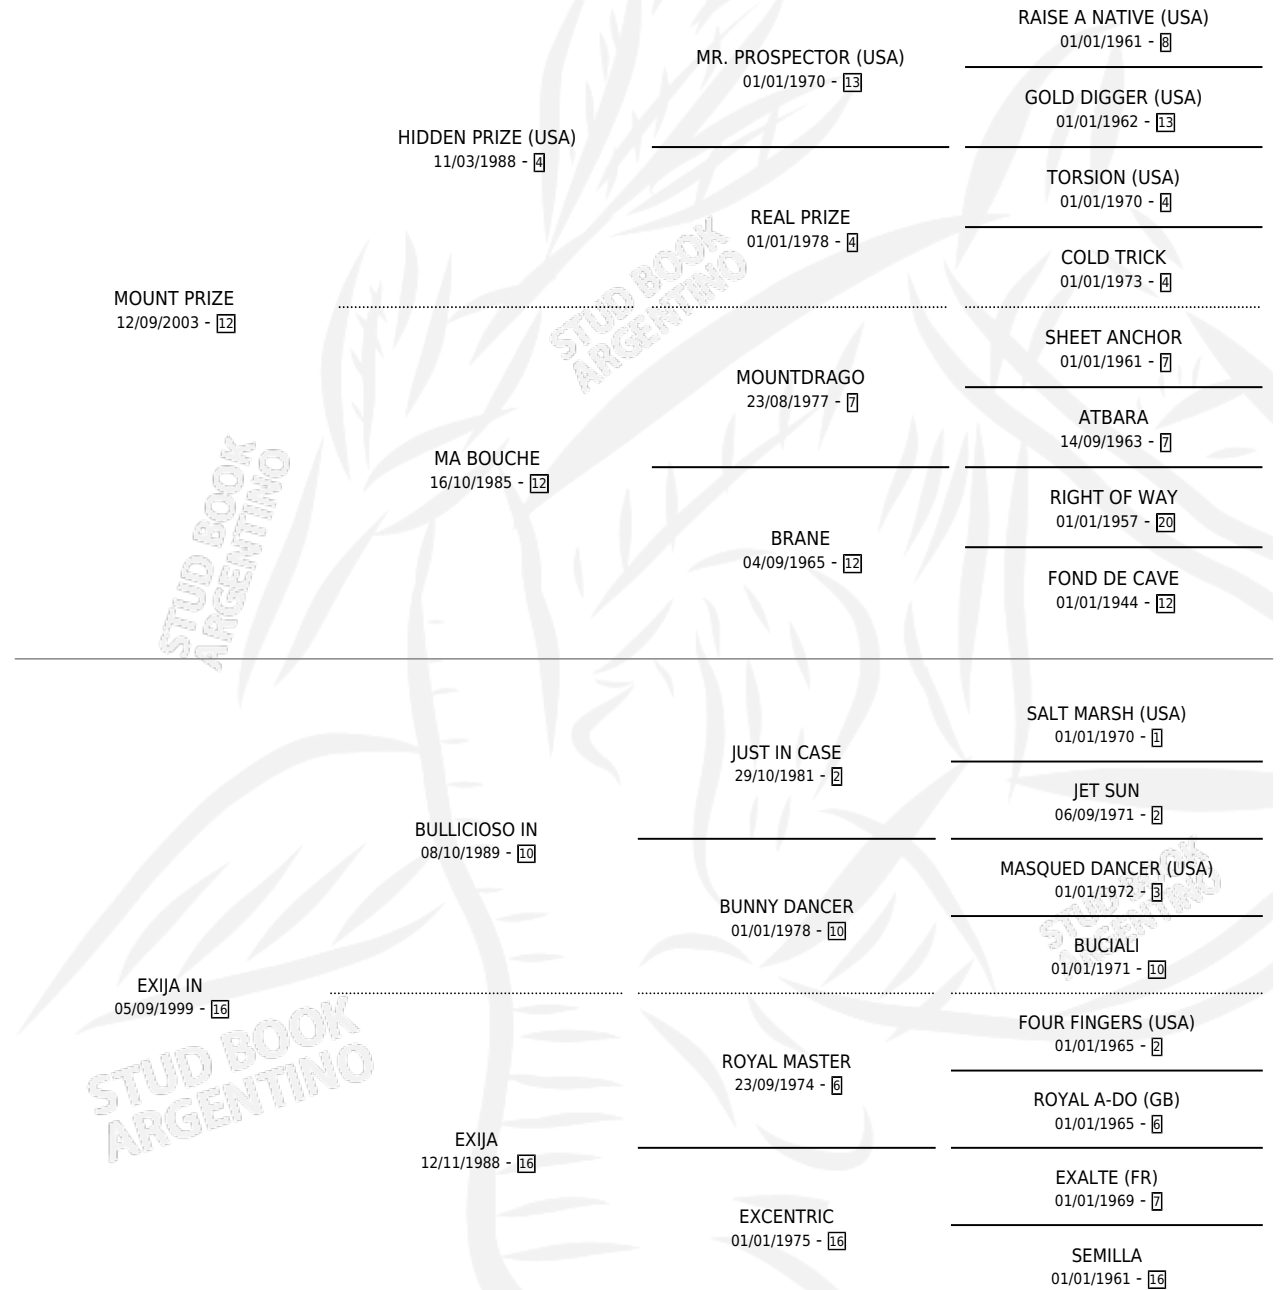 RAISE A NATIVE (USA)
01/01/1961 - 8
MR. PROSPECTOR (USA)
01/01/1970 - 13
GOLD DIGGER (USA)
01/01/1962 - 13
HIDDEN PRIZE (USA)
11/03/1988 - 4
TORSION (USA)
01/01/1970 - 4
REAL PRIZE
01/01/1978 - 4
COLD TRICK
01/01/1973 - 4
MOUNT PRIZE
12/09/2003 - 12
STUD BOOK
ARGENTINO
SHEET ANCHOR
01/01/1961 - 7
MOUNTDRAGO
23/08/1977 - 7
ATBARA
14/09/1963 - 7
MA BOUCHE
16/10/1985 - 12
RIGHT OF WAY
01/01/1957 - 20
BRANE
04/09/1965 - 12
FOND DE CAVE
01/01/1944 - 12
STUD BOOK
ARGENTINO
SALT MARSH (USA)
01/01/1970 - 1
JUST IN CASE
29/10/1981 - 2
JET SUN
06/09/1971 - 2
BULLICIOSO IN
08/10/1989 - 10
MASQUED DANCER (USA)
01/01/1972 - 3
BUNNY DANCER
01/01/1978 - 10
STUD BOOK
ARGENTINO
BUCIALI
01/01/1971 - 10
EXIJA IN
05/09/1999 - 16
STUD BOOK
ARGENTINO
FOUR FINGERS (USA)
01/01/1965 - 2
ROYAL MASTER
23/09/1974 - 6
ROYAL A-DO (GB)
01/01/1965 - 6
EXIJA
12/11/1988 - 16
EXALTE (FR)
01/01/1969 - 7
EXCENTRIC
01/01/1975 - 16
SEMILLA
01/01/1961 - 16